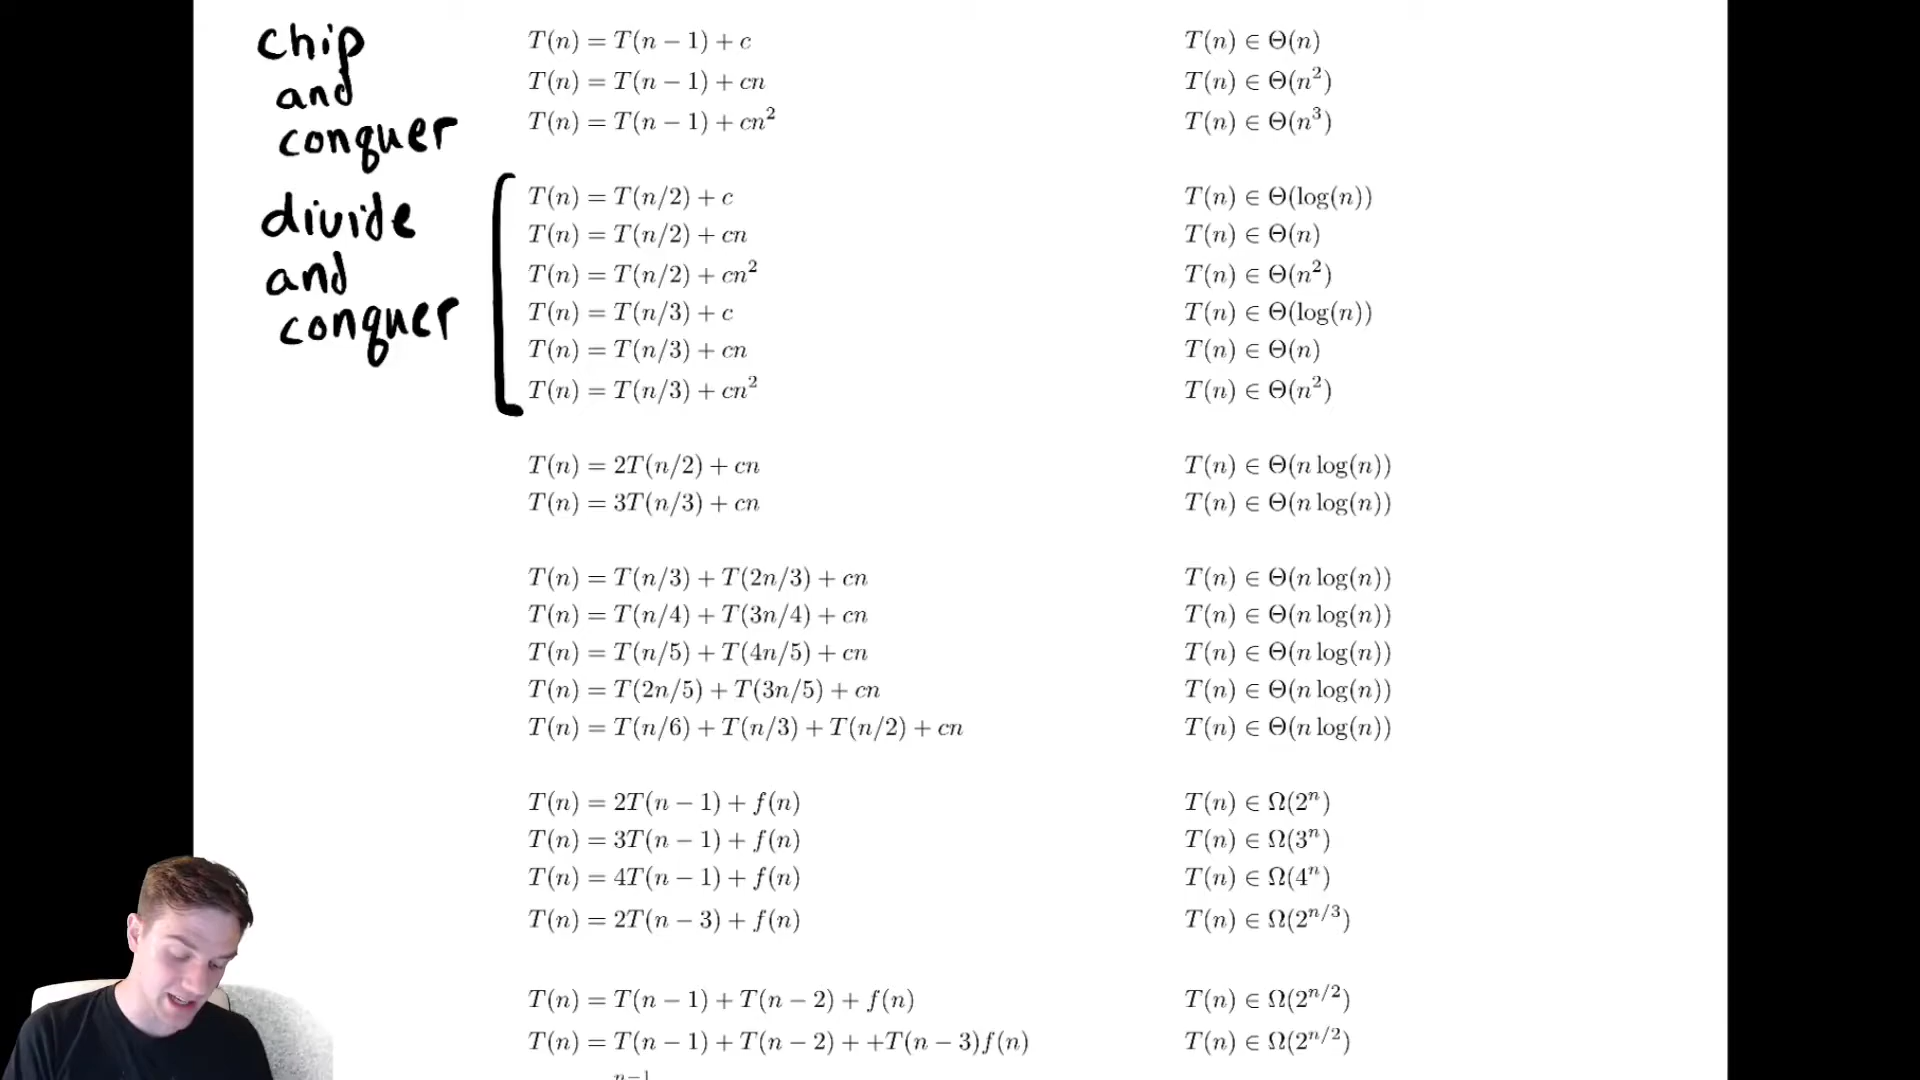 chip
and
conquer
T(n) = T(n − 1) + c    T(n) ∈ Θ(n)
T(n) = T(n − 1) + cn    T(n) ∈ Θ(n²)
T(n) = T(n − 1) + cn²    T(n) ∈ Θ(n³)
divide
and
conquer
T(n) = T(n/2) + c    T(n) ∈ Θ(log(n))
T(n) = T(n/2) + cn    T(n) ∈ Θ(n)
T(n) = T(n/2) + cn²    T(n) ∈ Θ(n²)
T(n) = T(n/3) + c    T(n) ∈ Θ(log(n))
T(n) = T(n/3) + cn    T(n) ∈ Θ(n)
T(n) = T(n/3) + cn²    T(n) ∈ Θ(n²)
T(n) = 2T(n/2) + cn    T(n) ∈ Θ(n log(n))
T(n) = 3T(n/3) + cn    T(n) ∈ Θ(n log(n))
T(n) = T(n/3) + T(2n/3) + cn    T(n) ∈ Θ(n log(n))
T(n) = T(n/4) + T(3n/4) + cn    T(n) ∈ Θ(n log(n))
T(n) = T(n/5) + T(4n/5) + cn    T(n) ∈ Θ(n log(n))
T(n) = T(2n/5) + T(3n/5) + cn    T(n) ∈ Θ(n log(n))
T(n) = T(n/6) + T(n/3) + T(n/2) + cn    T(n) ∈ Θ(n log(n))
T(n) = 2T(n − 1) + f(n)    T(n) ∈ Ω(2ⁿ)
T(n) = 3T(n − 1) + f(n)    T(n) ∈ Ω(3ⁿ)
T(n) = 4T(n − 1) + f(n)    T(n) ∈ Ω(4ⁿ)
T(n) = 2T(n − 3) + f(n)    T(n) ∈ Ω(2^{n/3})
T(n) = T(n − 1) + T(n − 2) + f(n)    T(n) ∈ Ω(2^{n/2})
T(n) = T(n − 1) + T(n − 2) + +T(n − 3)f(n)    T(n) ∈ Ω(2^{n/2})